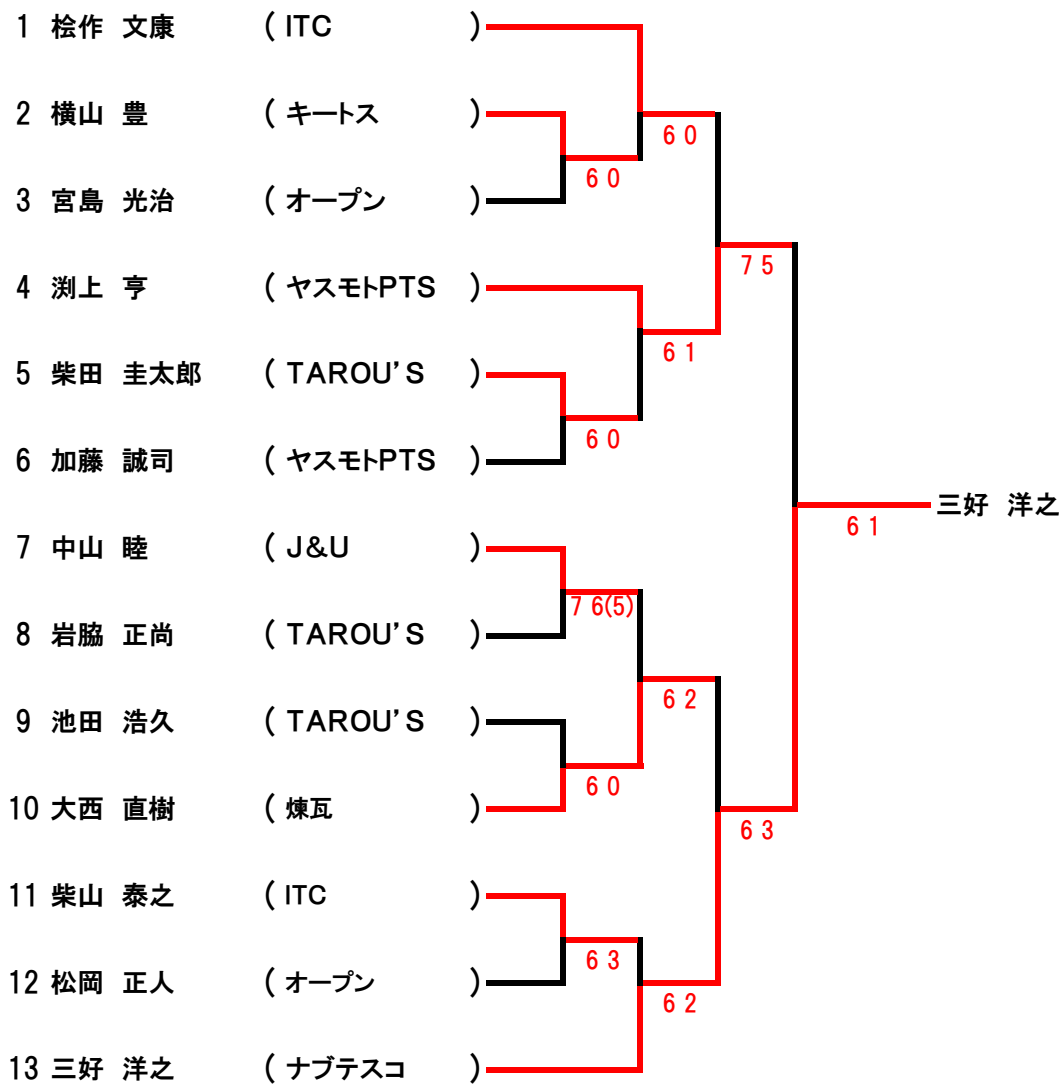 1 桧作 文康 ( ITC )
2 横山 豊 ( キートス )
6 0
6 0
3 宮島 光治 ( オープン )
7 5
4 渕上 亨 ( ヤスモトPTS )
6 1
5 柴田 圭太郎 ( TAROU'S )
6 0
6 加藤 誠司 ( ヤスモトPTS )
三好 洋之
6 1
7 中山 睦 ( J&U )
7 6(5)
8 岩脇 正尚 ( TAROU'S )
6 2
9 池田 浩久 ( TAROU'S )
6 0
10 大西 直樹 ( 煉瓦 )
6 3
11 柴山 泰之 ( ITC )
6 3
12 松岡 正人 ( オープン )
6 2
13 三好 洋之 ( ナブテスコ )